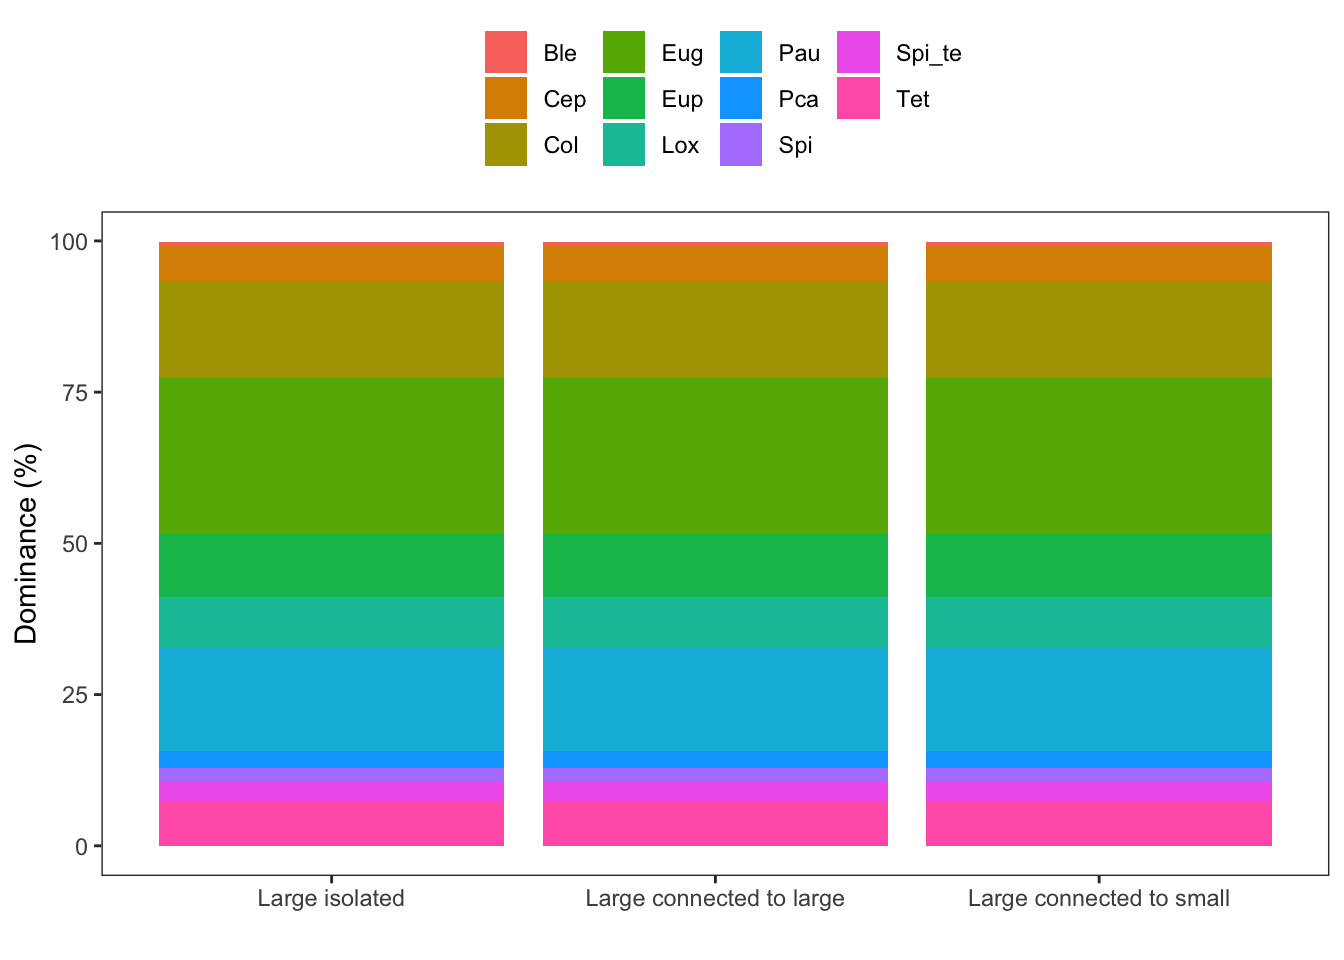 Ble Eug Pau Spi_te
Cep Eup Pca Tet
Col Lox Spi
Dominance (%)
100
75
50
25
0
Large isolated Large connected to large Large connected to small